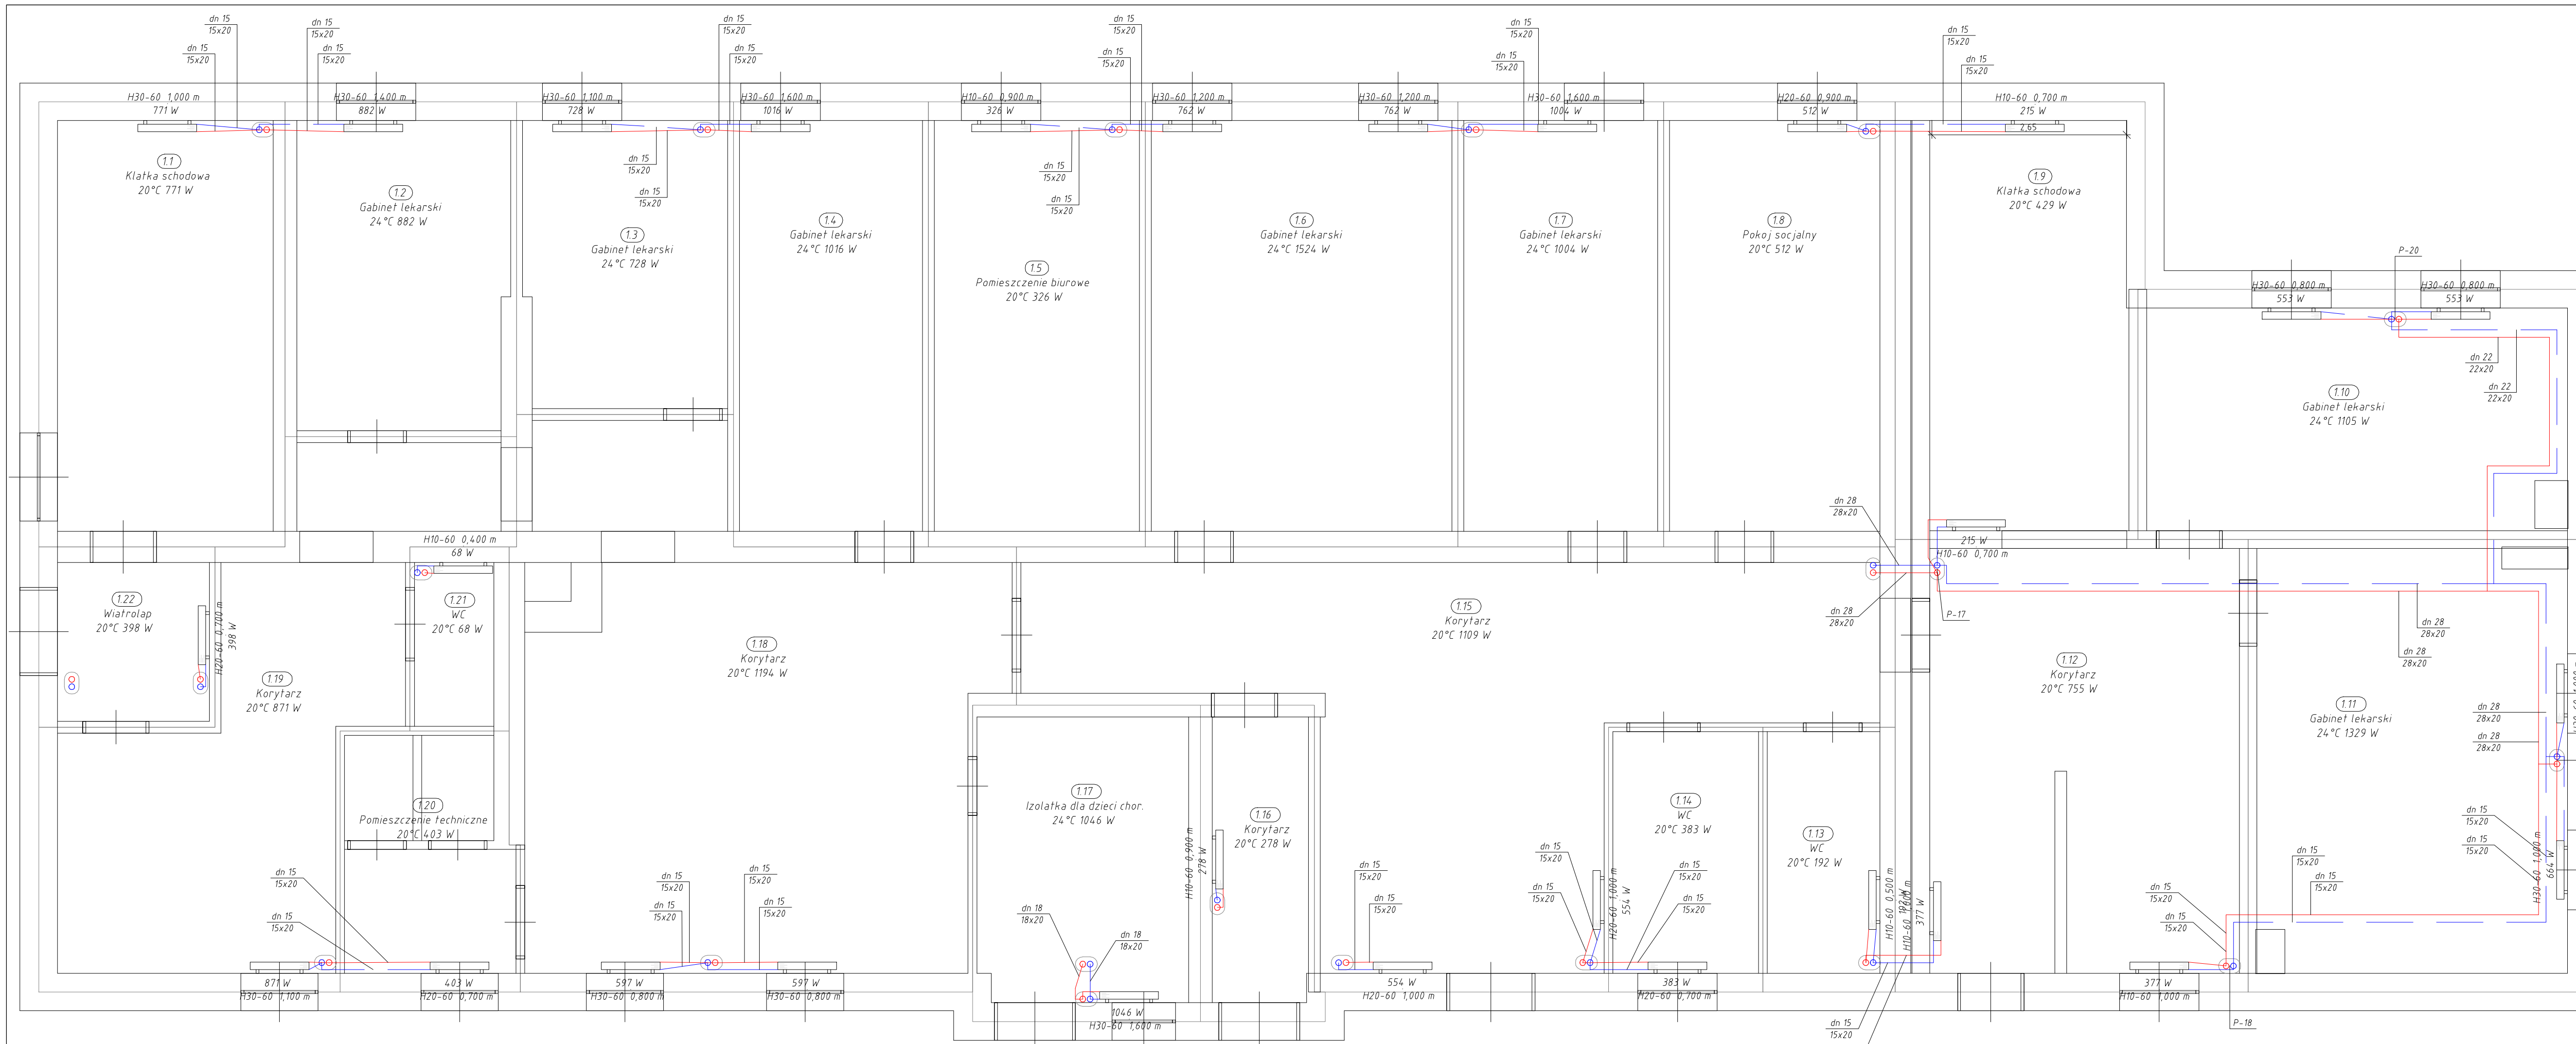 dn 15
15x20
dn 15
15x20
dn 15
15x20
dn 15
15x20
dn 15
15x20
dn 15
15x20
dn 15
15x20
dn 15
15x20
dn 15
15x20
dn 15
15x20
dn 15
15x20
dn 15
15x20
H30-60 1,000 m
771 W
H30-60 1,400 m
882 W
H30-60 1,100 m
728 W
H30-60 1,600 m
1016 W
H10-60 0,900 m
326 W
H30-60 1,200 m
762 W
H30-60 1,200 m
762 W
H30-60 1,600 m
1004 W
H20-60 0,900 m
512 W
H10-60 0,700 m
215 W
2,65
dn 15
15x20
dn 15
15x20
dn 15
15x20
dn 15
15x20
1.1
Klatka schodowa
20°C 771 W
1.2
Gabinet lekarski
24°C 882 W
1.3
Gabinet lekarski
24°C 728 W
1.4
Gabinet lekarski
24°C 1016 W
1.5
Pomieszczenie biurowe
20°C 326 W
1.6
Gabinet lekarski
24°C 1524 W
1.7
Gabinet lekarski
24°C 1004 W
1.8
Pokoj socjalny
20°C 512 W
1.9
Klatka schodowa
20°C 429 W
P-20
H30-60 0,800 m
553 W
H30-60 0,800 m
553 W
dn 22
22x20
dn 22
22x20
1.10
Gabinet lekarski
24°C 1105 W
H10-60 0,400 m
68 W
dn 28
28x20
215 W
H10-60 0,700 m
dn 28
28x20
P-17
dn 28
28x20
dn 28
28x20
1.22
Wiatrolap
20°C 398 W
H20-60 0,700 m
398 W
1.21
WC
20°C 68 W
1.19
Korytarz
20°C 871 W
1.18
Korytarz
20°C 1194 W
1.15
Korytarz
20°C 1109 W
1.12
Korytarz
20°C 755 W
1.11
Gabinet lekarski
24°C 1329 W
dn 28
28x20
dn 28
28x20
1.20
Pomieszczenie techniczne
20°C 403 W
1.17
Izolatka dla dzieci chor.
24°C 1046 W
1.16
Korytarz
20°C 278 W
H10-60 0,900 m
278 W
1.14
WC
20°C 383 W
1.13
WC
20°C 192 W
dn 15
15x20
dn 15
15x20
H30-60 1,000 m
664 W
dn 15
15x20
dn 15
15x20
dn 15
15x20
dn 15
15x20
dn 15
15x20
dn 15
15x20
dn 15
15x20
dn 15
15x20
dn 18
18x20
dn 18
18x20
dn 15
15x20
dn 15
15x20
dn 15
15x20
dn 15
15x20
H20-60 1,000 m
554 W
dn 15
15x20
dn 15
15x20
H10-60 0,500 m
192 W
377 W
dn 15
15x20
dn 15
15x20
871 W
H30-60 1,100 m
403 W
H20-60 0,700 m
597 W
H30-60 0,800 m
597 W
H30-60 0,800 m
1046 W
H30-60 1,600 m
554 W
H20-60 1,000 m
383 W
H20-60 0,700 m
377 W
H10-60 1,000 m
dn 15
15x20
P-18